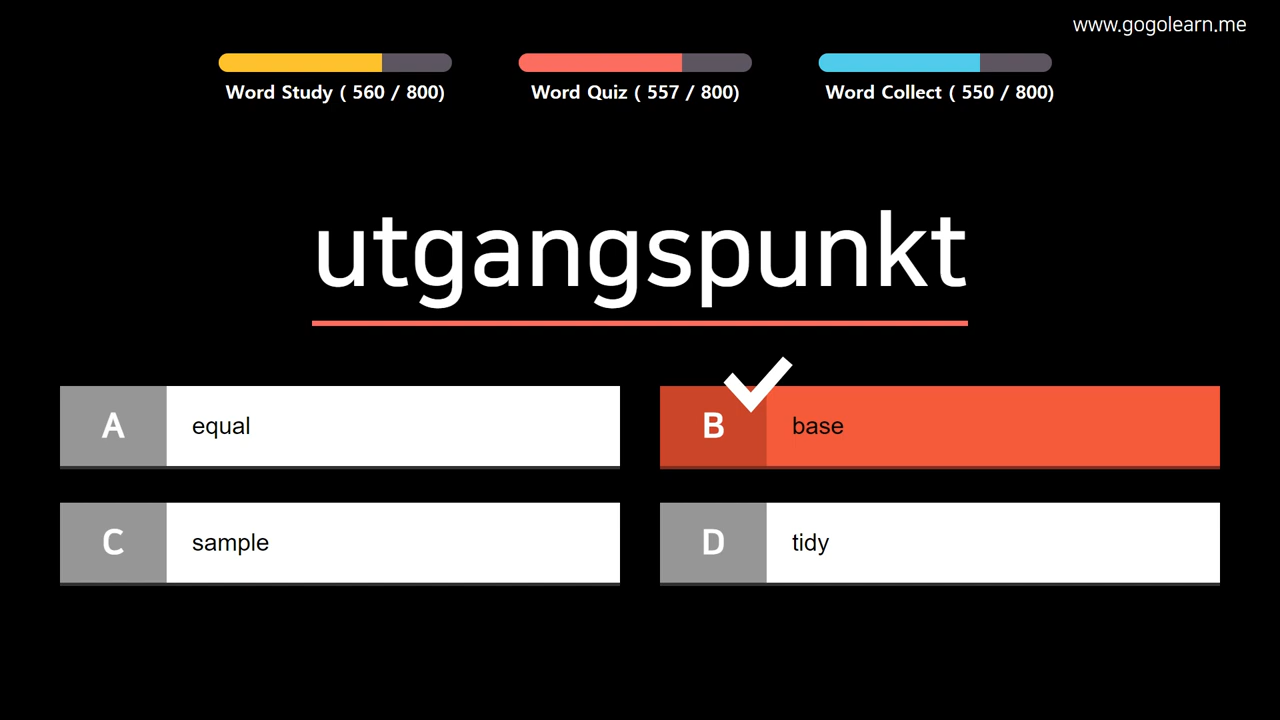 www.gogolearn.me
Word Study ( 560 / 800)
Word Quiz ( 557 / 800)
Word Collect ( 550 / 800)
utgangspunkt
A equal
B base
C sample
D tidy